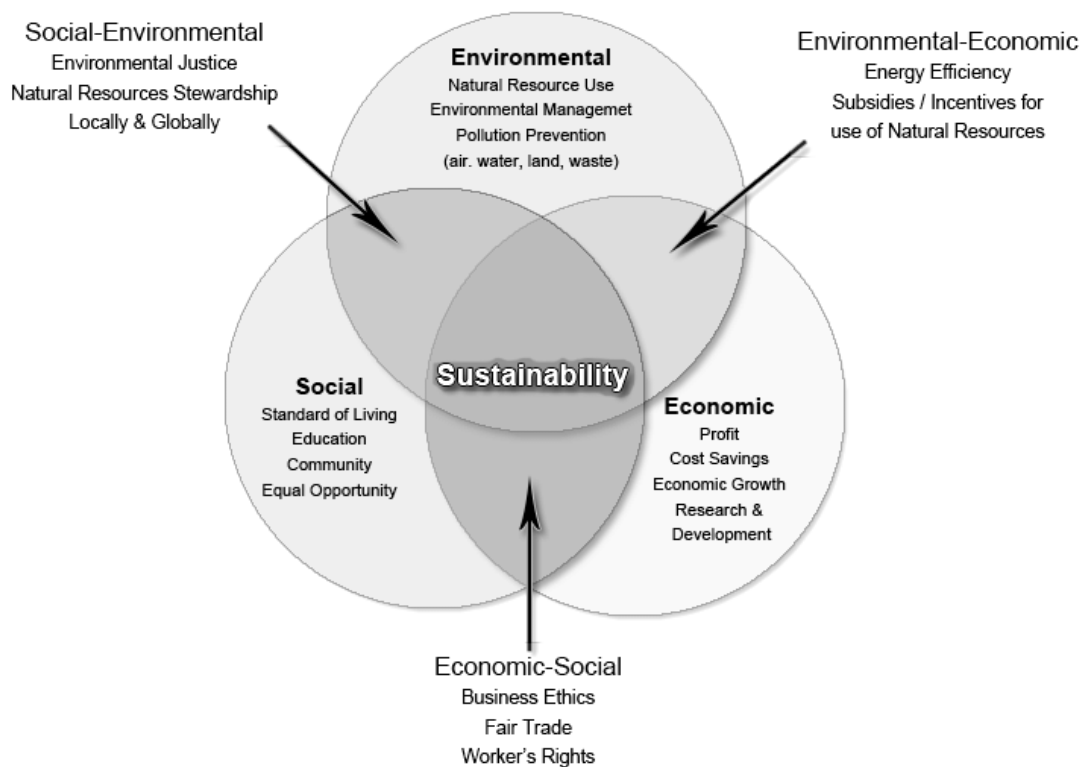 Social-Environmental
Environmental Justice
Natural Resources Stewardship
Locally & Globally
Environmental
Natural Resource Use
Environmental Managemet
Pollution Prevention
(air. water, land, waste)
Environmental-Economic
Energy Efficiency
Subsidies / Incentives for
use of Natural Resources
Sustainability
Social
Standard of Living
Education
Community
Equal Opportunity
Economic
Profit
Cost Savings
Economic Growth
Research &
Development
Economic-Social
Business Ethics
Fair Trade
Worker's Rights